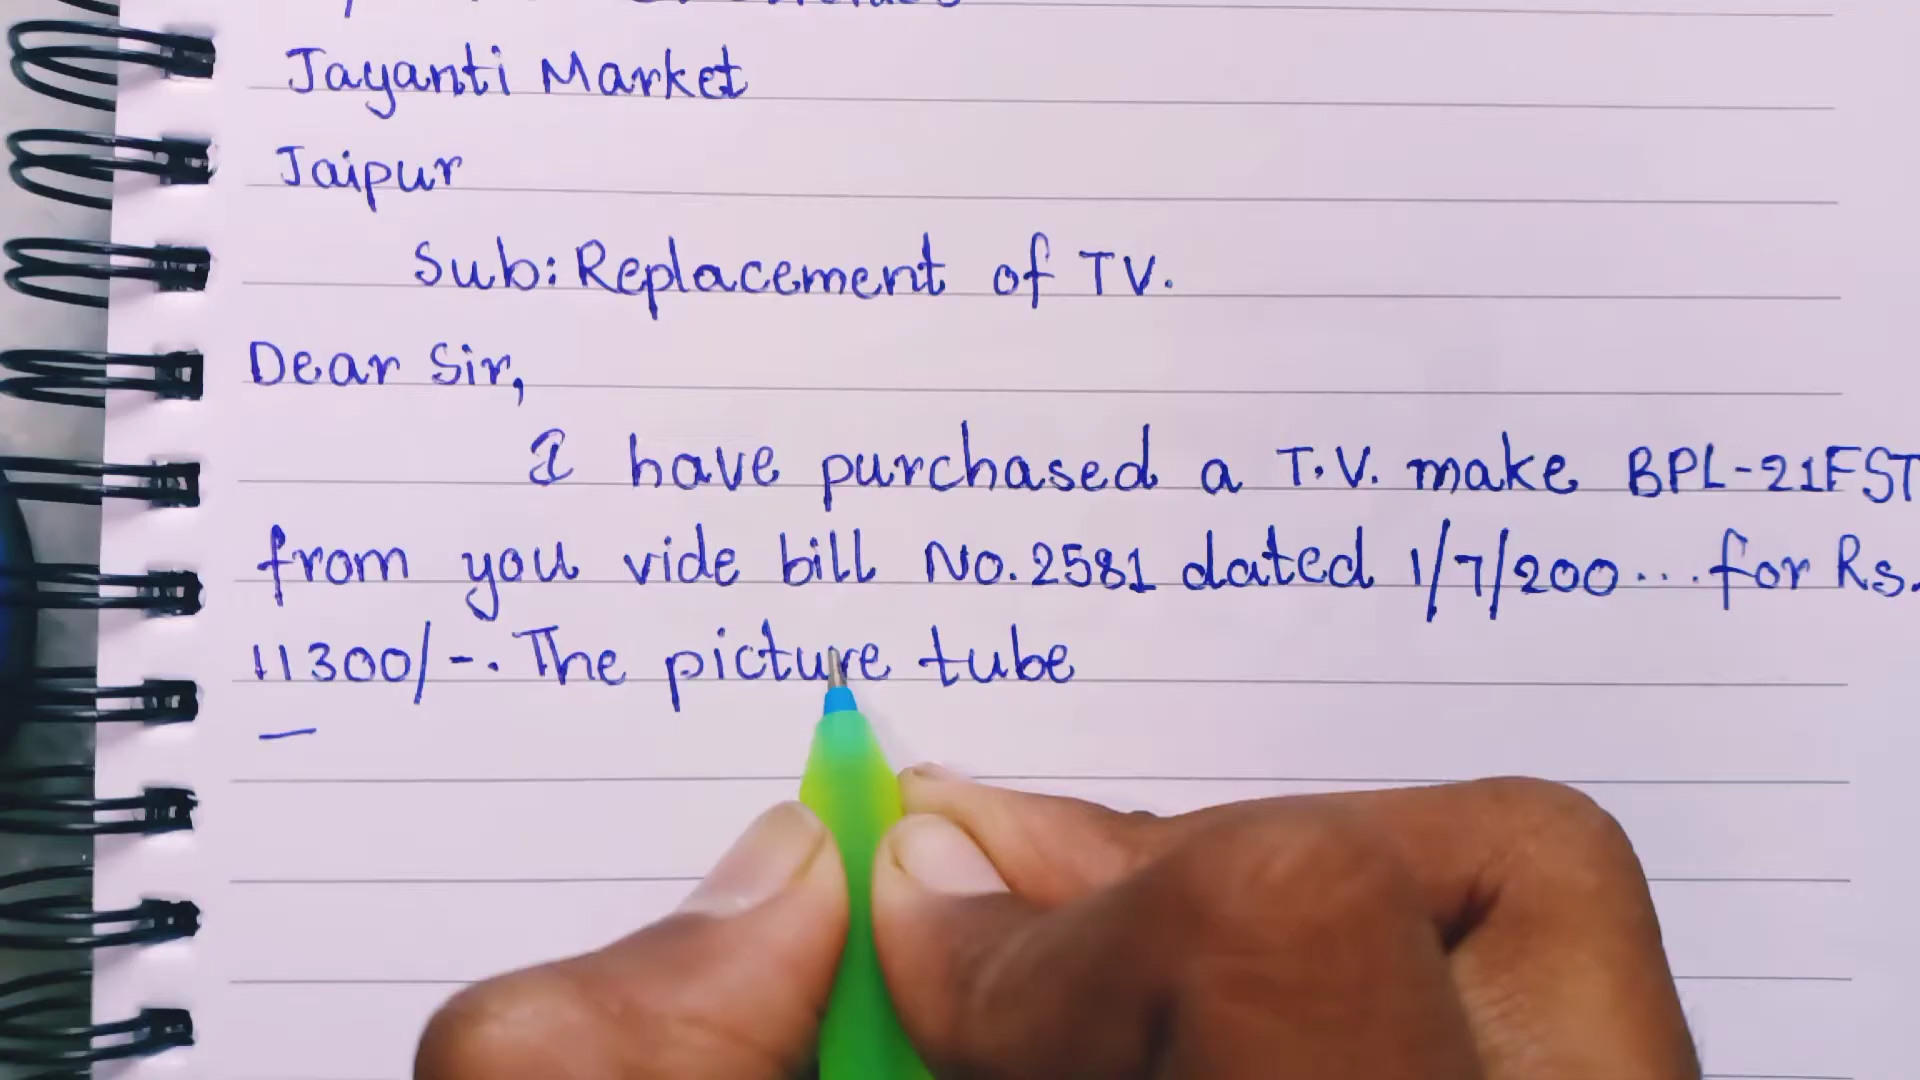 Jayanti Market
Jaipur
Sub: Replacement of TV.
Dear Sir,
I have purchased a T.V. make BPL-21FST
from you vide bill No. 2581 dated 1/7/200... for Rs.
11300/-. The picture tube